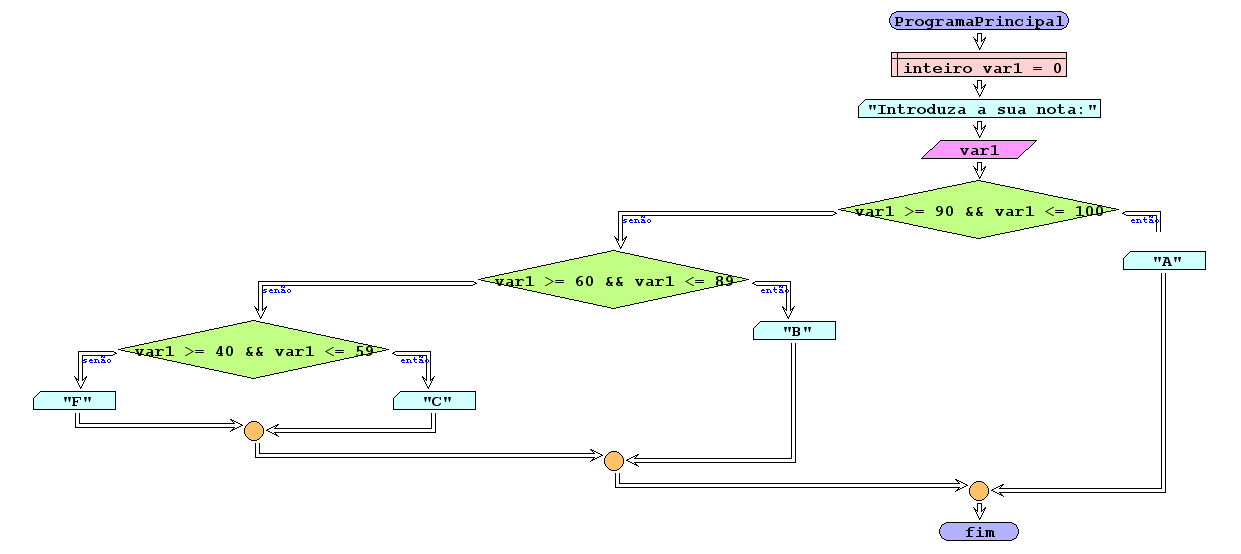 ProgramaPrincipal
inteiro var1 = 0
"Introduza a sua nota:"
var1
var1 >= 90 && var1 <= 100
senão
então
"A"
var1 >= 60 && var1 <= 89
senão
então
"B"
var1 >= 40 && var1 <= 59
senão
então
"F"
"C"
fim